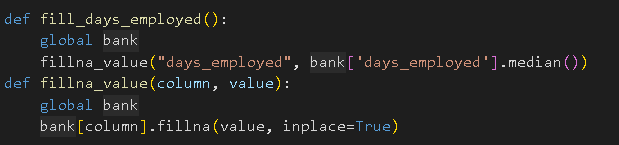 def fill_days_employed():
    global bank
    fillna_value("days_employed", bank['days_employed'].median())
def fillna_value(column, value):
    global bank
    bank[column].fillna(value, inplace=True)